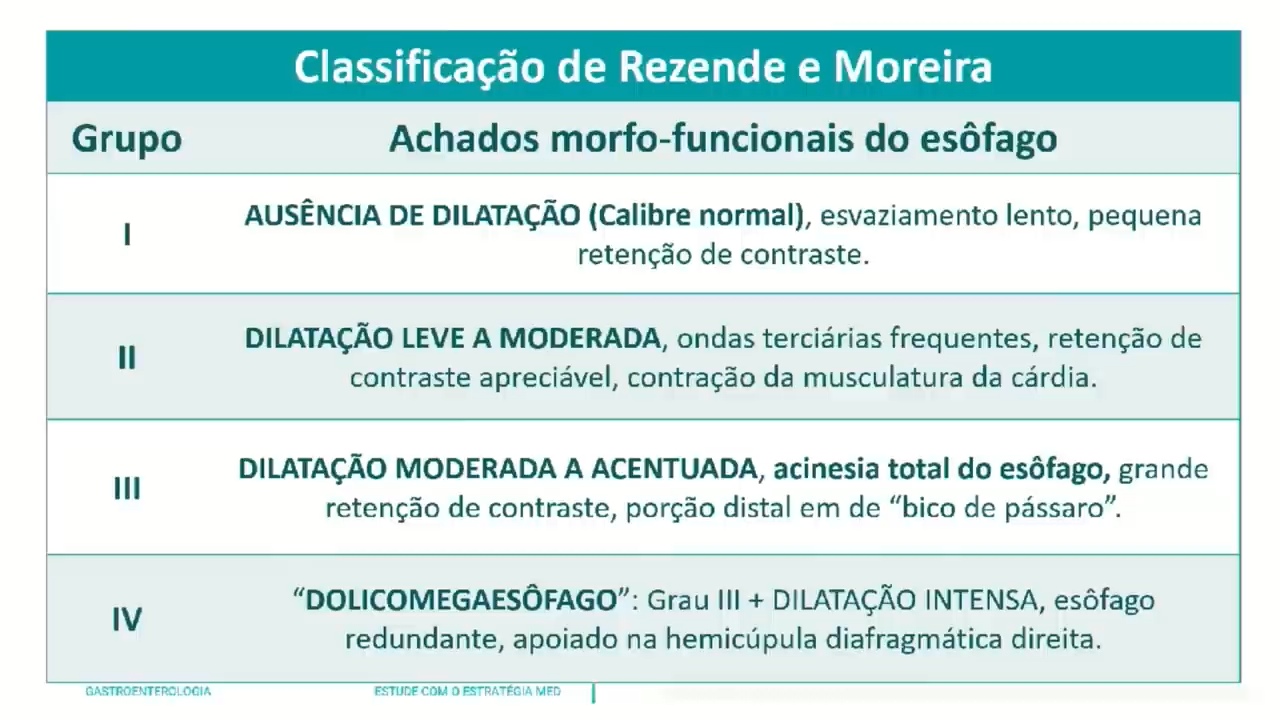 Classificação de Rezende e Moreira
Grupo
Achados morfo-funcionais do esôfago
I
AUSÊNCIA DE DILATAÇÃO (Calibre normal), esvaziamento lento, pequena
retenção de contraste.
II
DILATAÇÃO LEVE A MODERADA, ondas terciárias frequentes, retenção de
contraste apreciável, contração da musculatura da cárdia.
III
DILATAÇÃO MODERADA A ACENTUADA, acinesia total do esôfago, grande
retenção de contraste, porção distal em de “bico de pássaro”.
IV
“DOLICOMEGAESÔFAGO”: Grau III + DILATAÇÃO INTENSA, esôfago
redundante, apoiado na hemicúpula diafragmática direita.
GASTROENTEROLOGIA
ESTUDE COM O ESTRATÉGIA MED